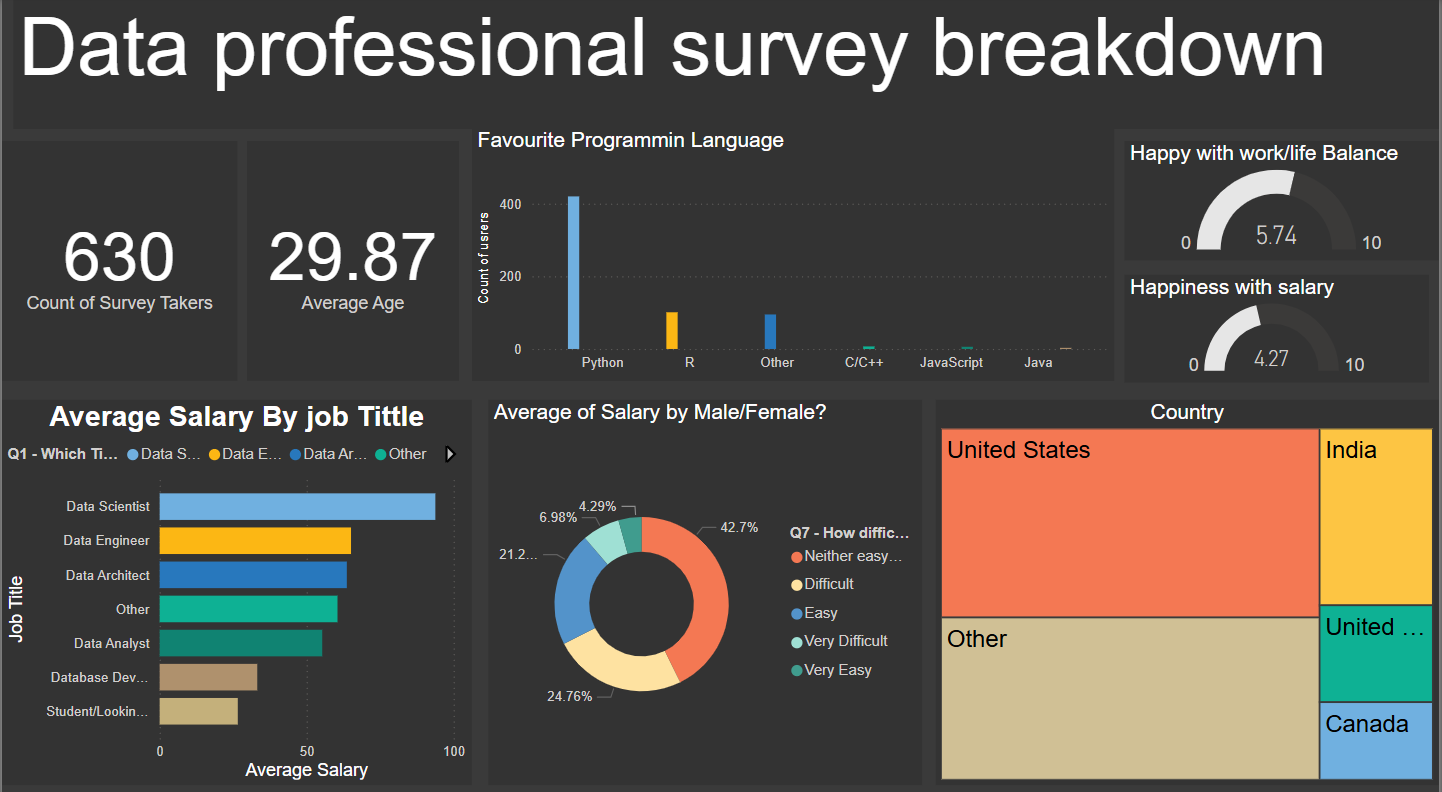 Data professional survey breakdown
630
Count of Survey Takers
29.87
Average Age
Favourite Programmin Language
Count of usrers
400
200
0
Python
R
Other
C/C++
JavaScript
Java
Happy with work/life Balance
0
5.74
10
Happiness with salary
0
4.27
10
Average Salary By job Tittle
Q1 - Which Ti... Data S... Data E... Data Ar... Other
Job Title
Data Scientist
Data Engineer
Data Architect
Other
Data Analyst
Database Dev...
Student/Lookin...
0 50 100
Average Salary
Average of Salary by Male/Female?
4.29%
6.98%
42.7%
21.2...
24.76%
Q7 - How diffic...
Neither easy...
Difficult
Easy
Very Difficult
Very Easy
Country
United States
Other
India
United ...
Canada